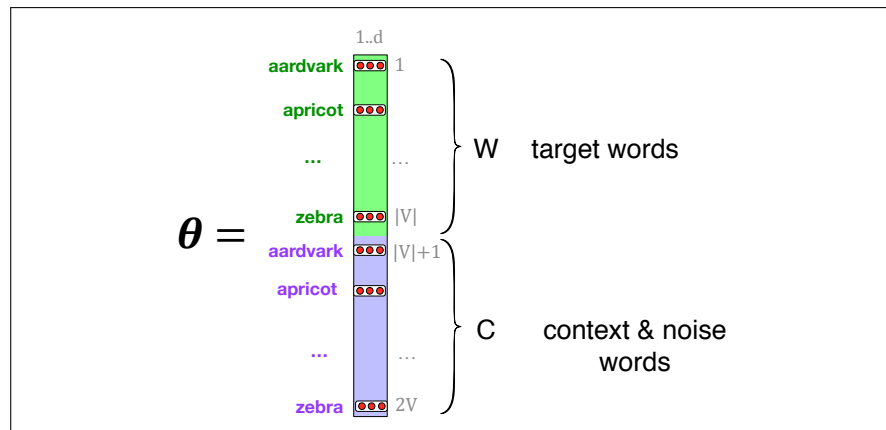 1..d
aardvark 1
apricot
... ...
zebra |V|
W target words
𝜽 =
aardvark |V|+1
apricot
... ...
zebra 2V
C context & noise
words